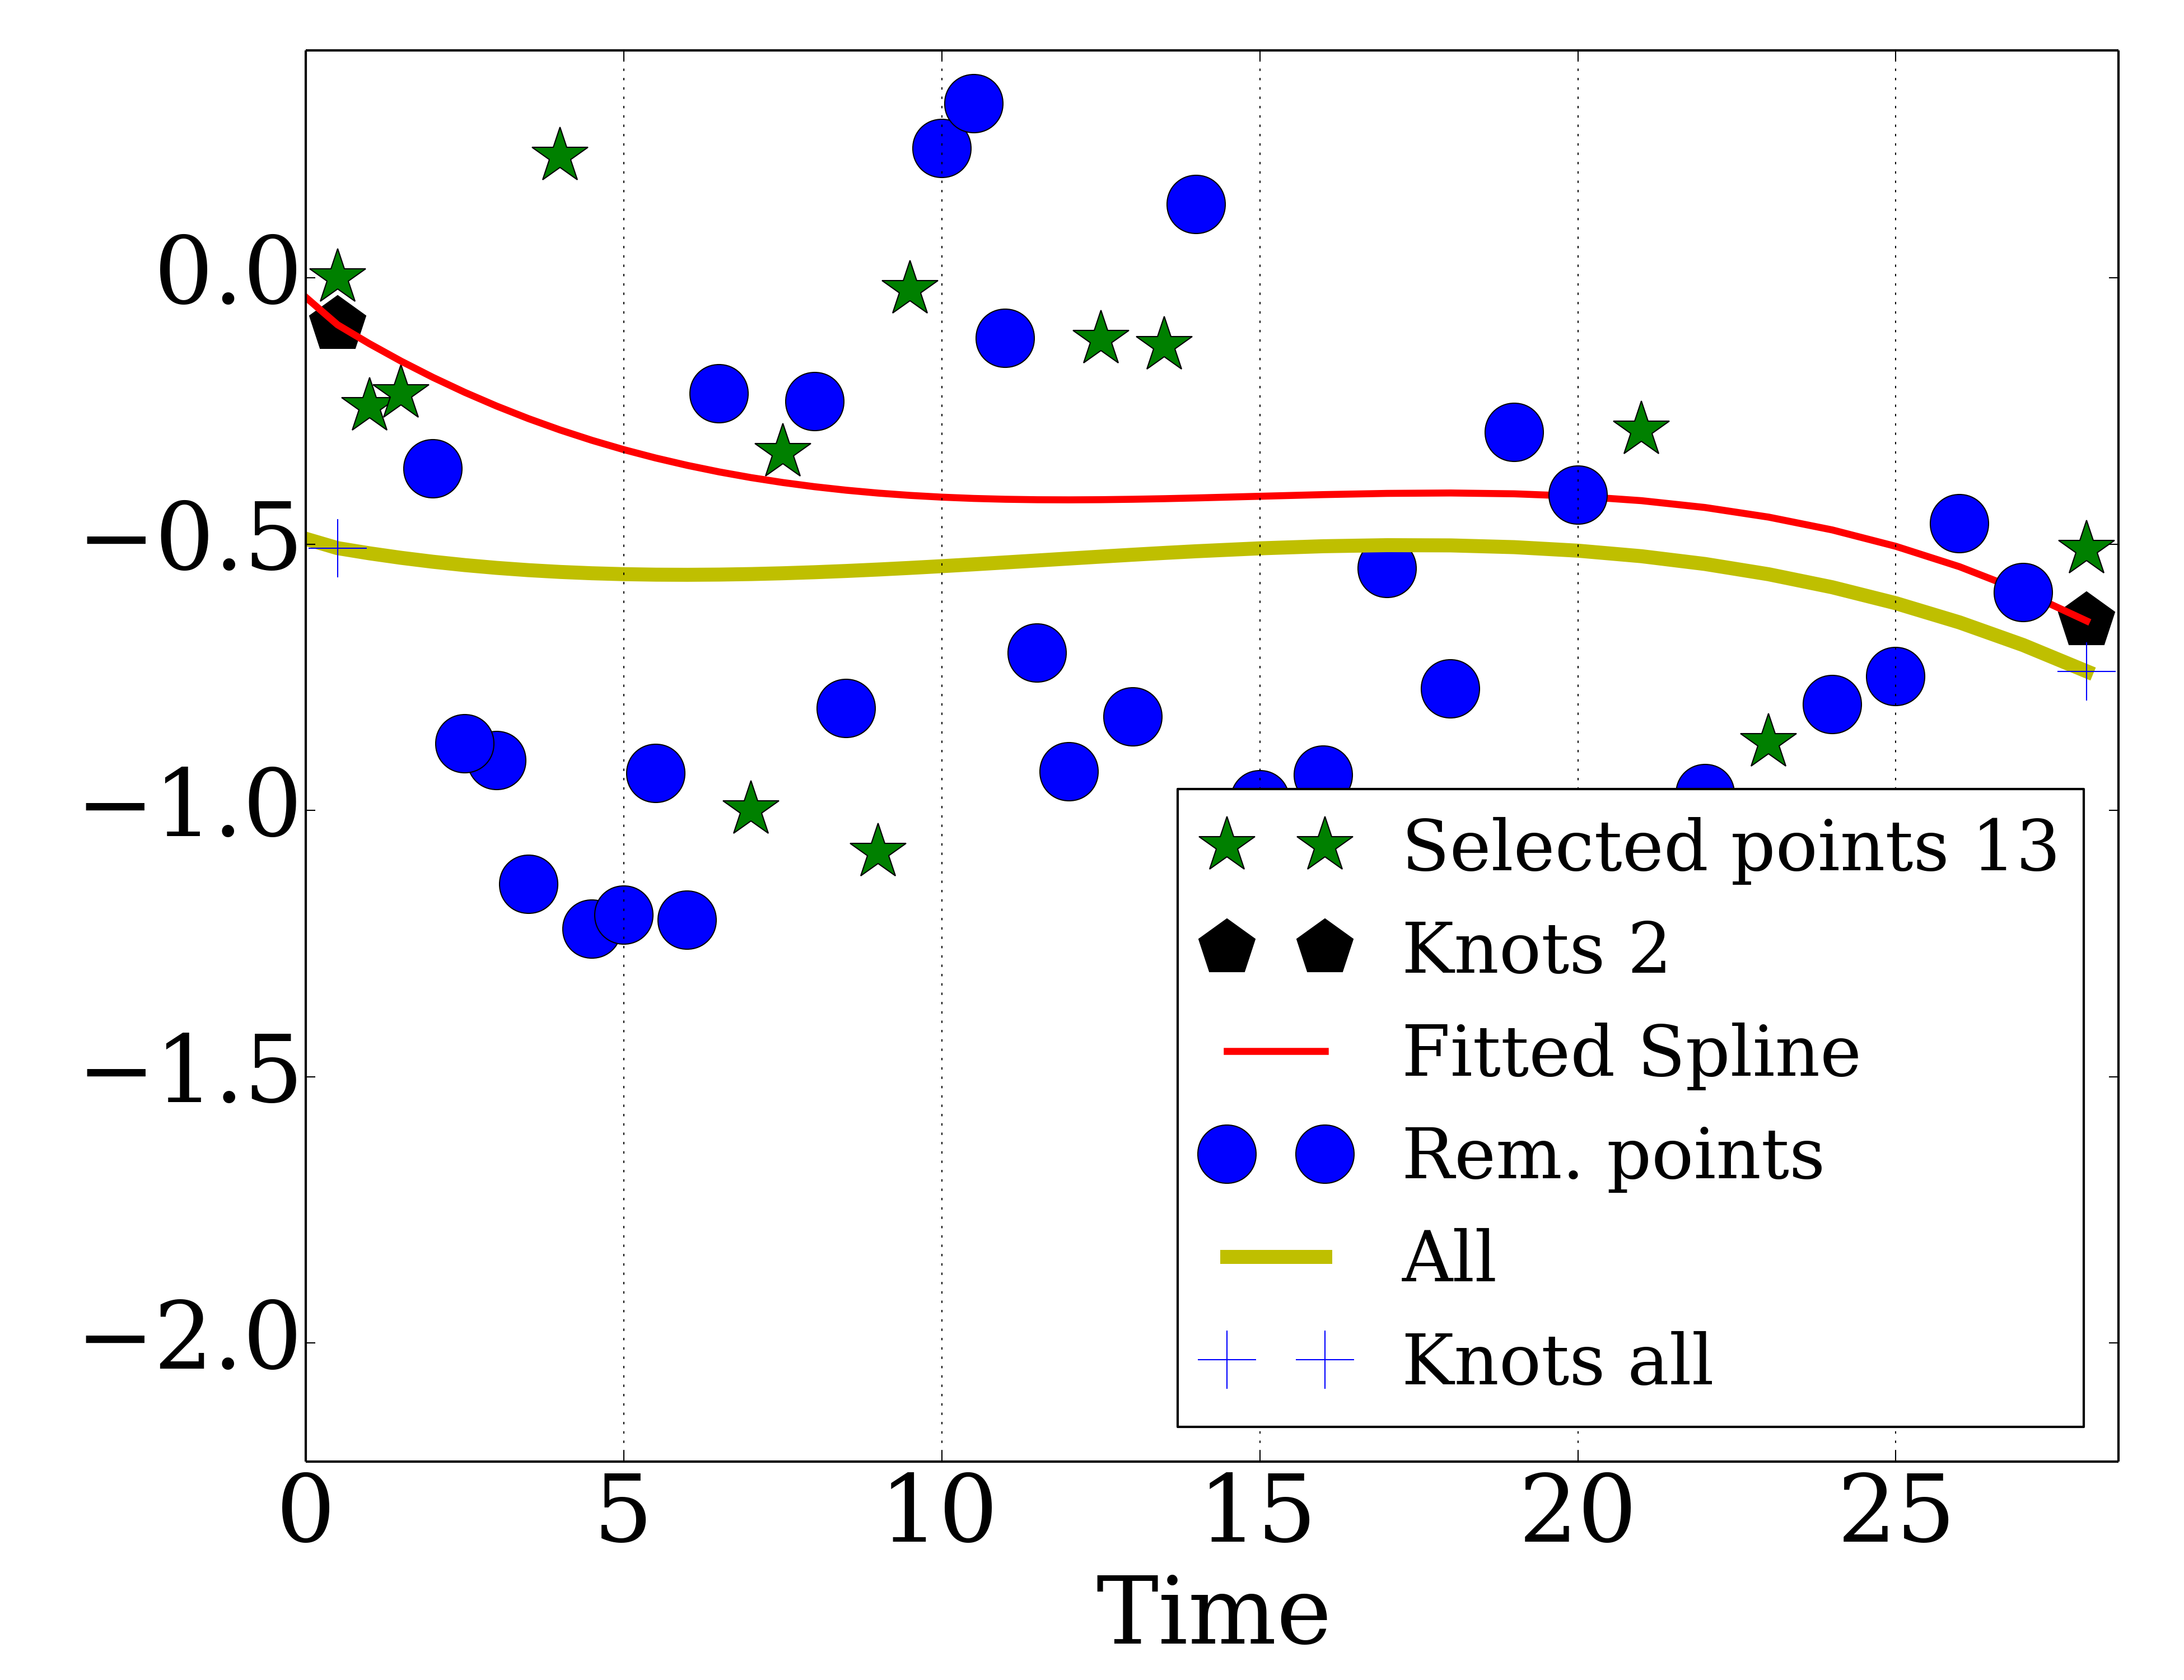 0.0
−0.5
−1.0
−1.5
−2.0
Selected points 13
Knots 2
Fitted Spline
Rem. points
All
Knots all
0 5 10 15 20 25
Time